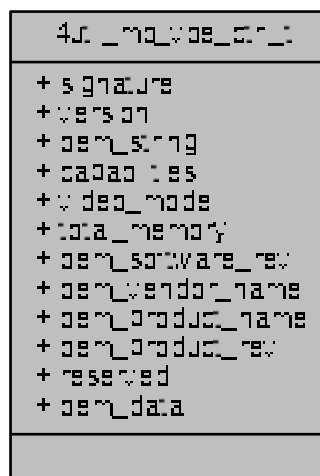 + signature
+ version
+ oem_string
+ capabilities
+ video_mode
+ total_memory
+ oem_software_rev
+ oem_vendor_name
+ oem_product_name
+ oem_product_rev
+ reserved
+ oem_data